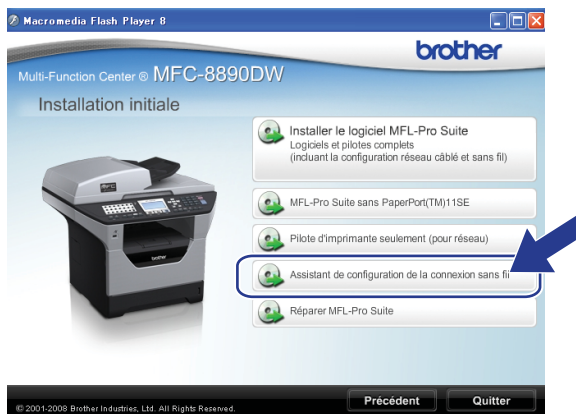 Macromedia Flash Player 8
brother
Multi-Function Center ® MFC-8890DW
Installation initiale
Installer le logiciel MFL-Pro Suite
Logiciels et pilotes complets
(incluant la configuration réseau câblé et sans fil)
MFL-Pro Suite sans PaperPort(TM)11SE
Pilote d'imprimante seulement (pour réseau)
Assistant de configuration de la connexion sans fil
Réparer MFL-Pro Suite
brother
© 2001-2008 Brother Industries, Ltd. All Rights Reserved.
Précédent
Quitter